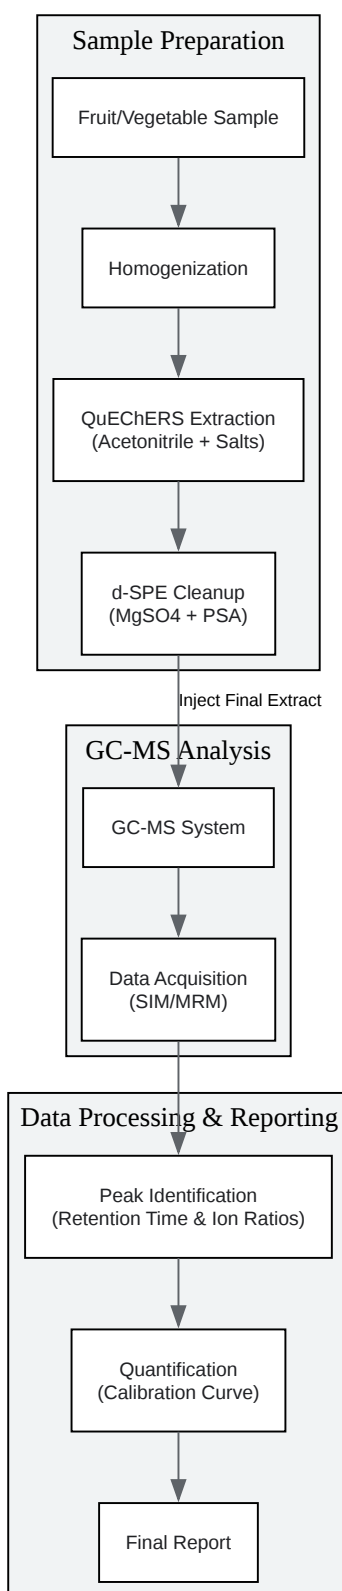 Sample Preparation
Fruit/Vegetable Sample
Homogenization
QuEChERS Extraction
(Acetonitrile + Salts)
d-SPE Cleanup
(MgSO4 + PSA)
Inject Final Extract
GC-MS Analysis
GC-MS System
Data Acquisition
(SIM/MRM)
Data Processing & Reporting
Peak Identification
(Retention Time & Ion Ratios)
Quantification
(Calibration Curve)
Final Report